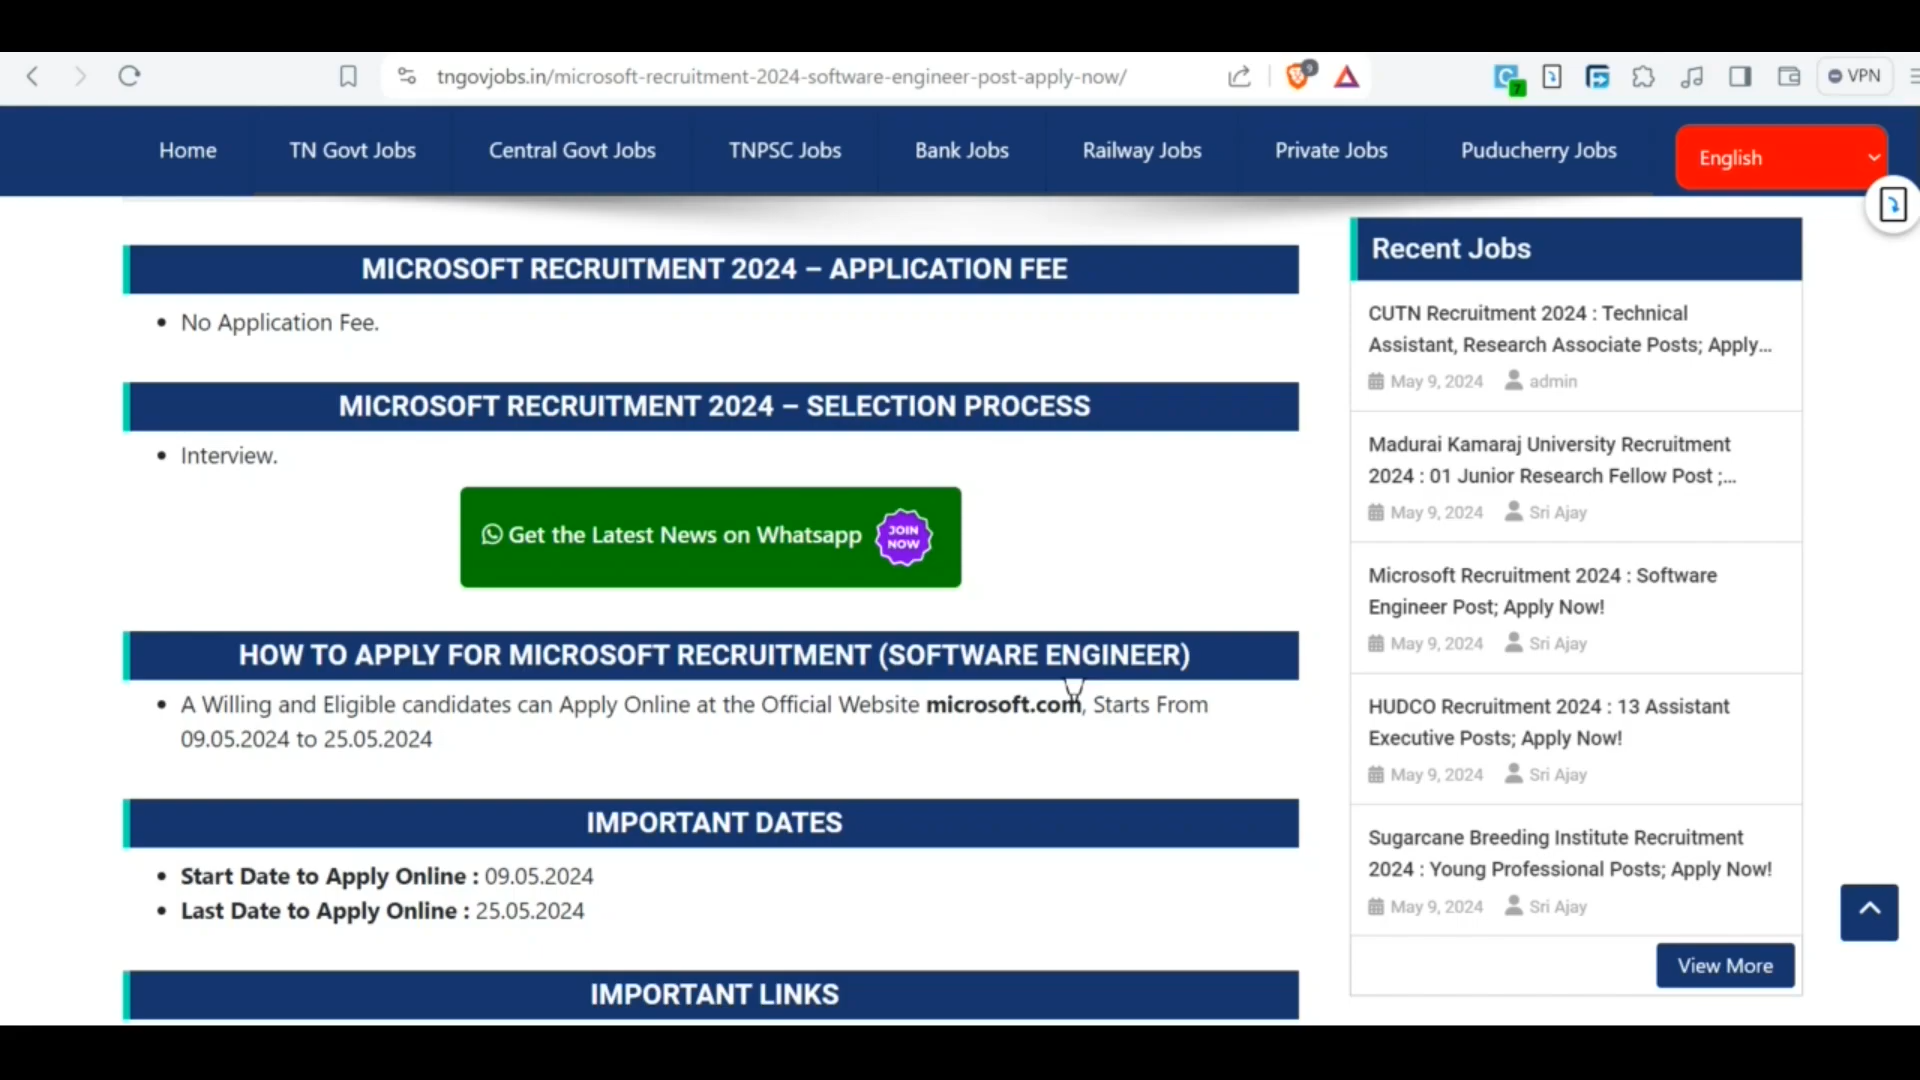 tngovjobs.in/microsoft-recruitment-2024-software-engineer-post-apply-now/
9
7
VPN
Home
TN Govt Jobs
Central Govt Jobs
TNPSC Jobs
Bank Jobs
Railway Jobs
Private Jobs
Puducherry Jobs
English
MICROSOFT RECRUITMENT 2024 – APPLICATION FEE
No Application Fee.
MICROSOFT RECRUITMENT 2024 – SELECTION PROCESS
Interview.
Get the Latest News on Whatsapp
JOIN
NOW
HOW TO APPLY FOR MICROSOFT RECRUITMENT (SOFTWARE ENGINEER)
A Willing and Eligible candidates can Apply Online at the Official Website microsoft.com, Starts From
09.05.2024 to 25.05.2024
IMPORTANT DATES
Start Date to Apply Online : 09.05.2024
Last Date to Apply Online : 25.05.2024
IMPORTANT LINKS
Recent Jobs
CUTN Recruitment 2024 : Technical
Assistant, Research Associate Posts; Apply...
May 9, 2024 admin
Madurai Kamaraj University Recruitment
2024 : 01 Junior Research Fellow Post ;...
May 9, 2024 Sri Ajay
Microsoft Recruitment 2024 : Software
Engineer Post; Apply Now!
May 9, 2024 Sri Ajay
HUDCO Recruitment 2024 : 13 Assistant
Executive Posts; Apply Now!
May 9, 2024 Sri Ajay
Sugarcane Breeding Institute Recruitment
2024 : Young Professional Posts; Apply Now!
May 9, 2024 Sri Ajay
View More